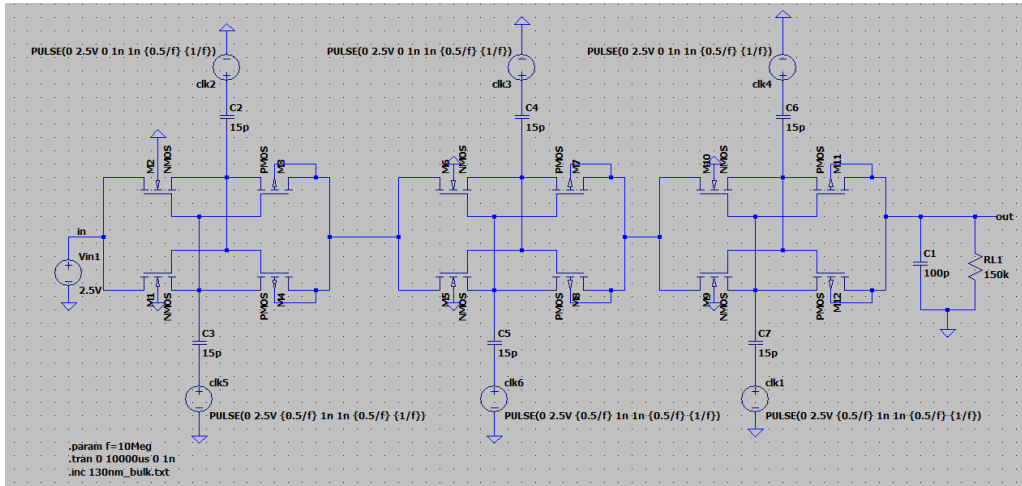 PULSE(0 2.5V 0 1n 1n {0.5/f} {1/f})
PULSE(0 2.5V 0 1n 1n {0.5/f} {1/f})
PULSE(0 2.5V 0 1n 1n {0.5/f} {1/f})
clk2
clk3
clk4
C2
15p
C4
15p
C6
15p
M2
NMOS
PMOS
M3
M6
NMOS
PMOS
M7
M10
NMOS
PMOS
M11
in
out
Vin1
2.5V
M1
NMOS
PMOS
M4
M5
NMOS
PMOS
M8
M9
NMOS
PMOS
M12
C1
100p
RL1
150k
C3
15p
C5
15p
C7
15p
clk5
clk6
clk1
PULSE(0 2.5V {0.5/f} 1n 1n {0.5/f} {1/f})
PULSE(0 2.5V {0.5/f} 1n 1n {0.5/f} {1/f})
PULSE(0 2.5V {0.5/f} 1n 1n {0.5/f} {1/f})
.param f=10Meg
.tran 0 10000us 0 1n
.inc 130nm_bulk.txt